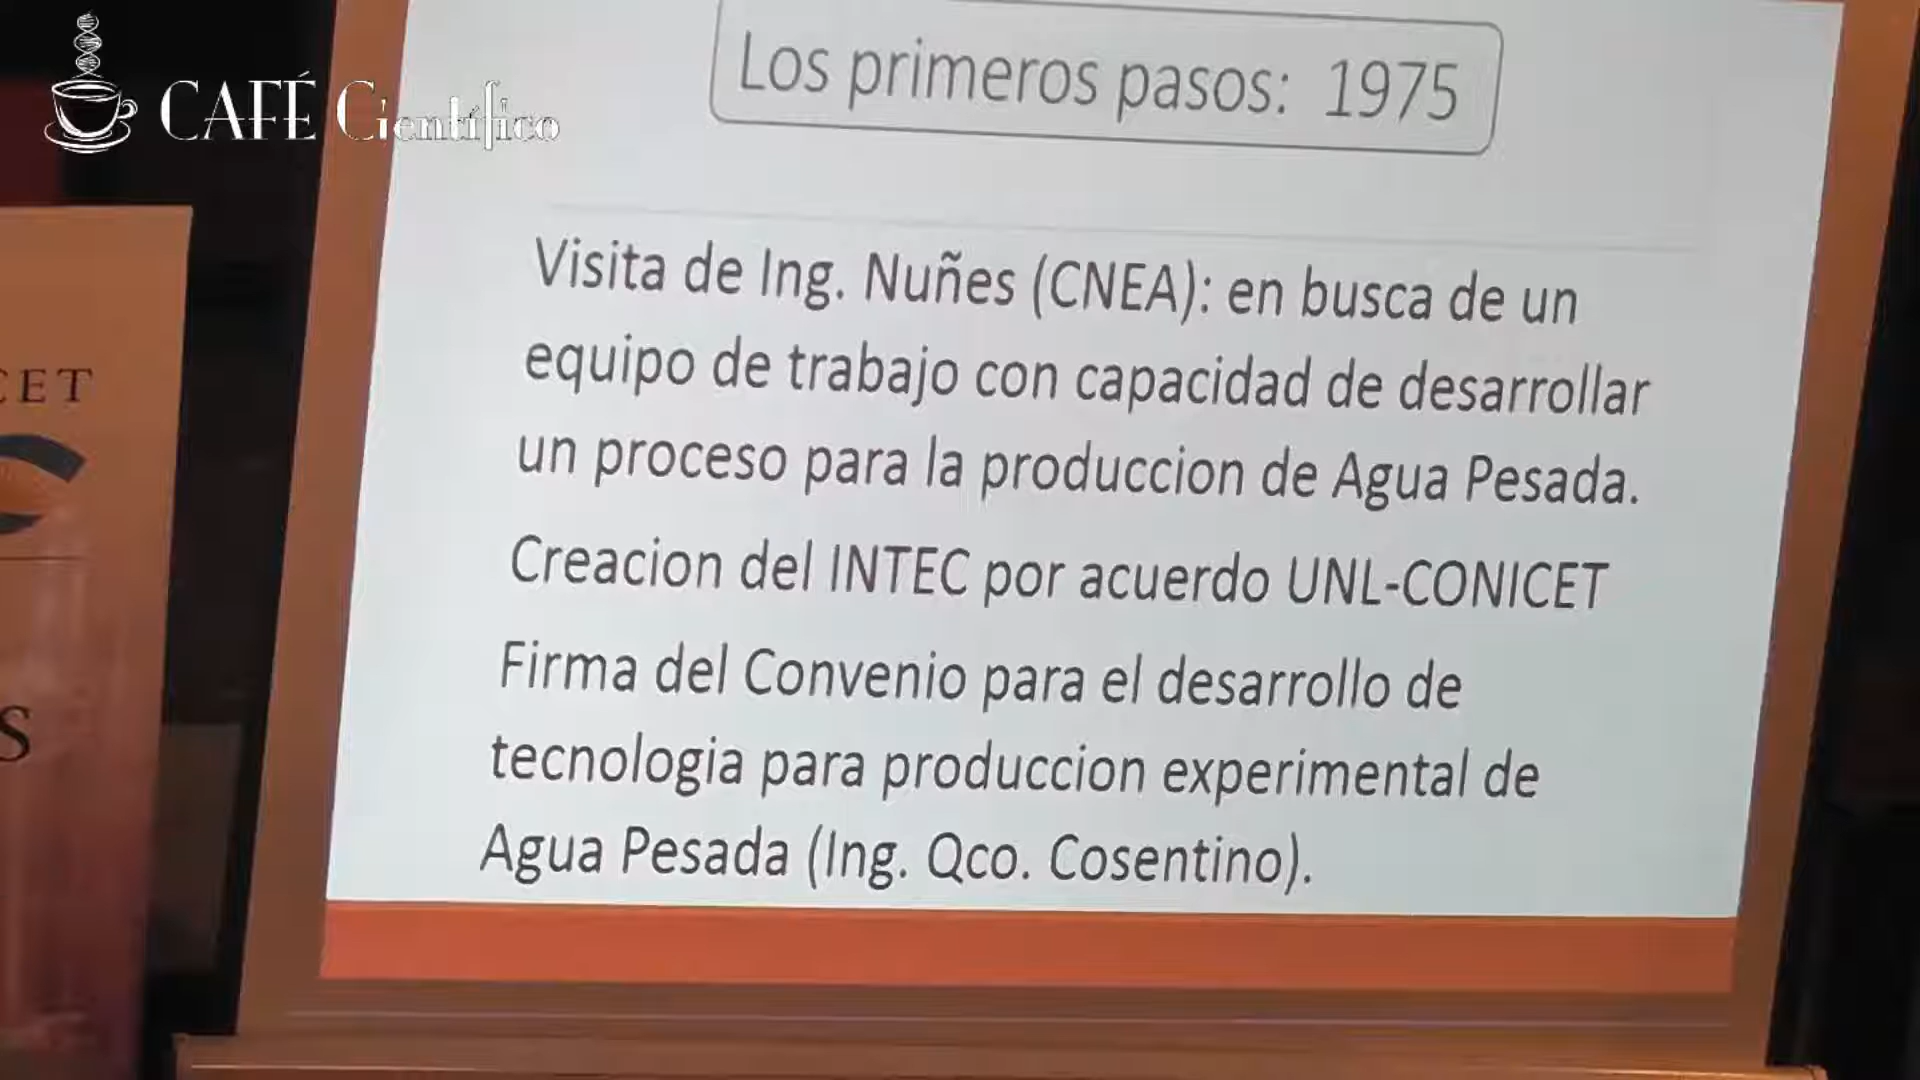 CAFÉ Científico
Los primeros pasos: 1975
Visita de Ing. Nuñes (CNEA): en busca de un
equipo de trabajo con capacidad de desarrollar
un proceso para la produccion de Agua Pesada.
Creacion del INTEC por acuerdo UNL-CONICET
Firma del Convenio para el desarrollo de
tecnologia para produccion experimental de
Agua Pesada (Ing. Qco. Cosentino).
CET
S